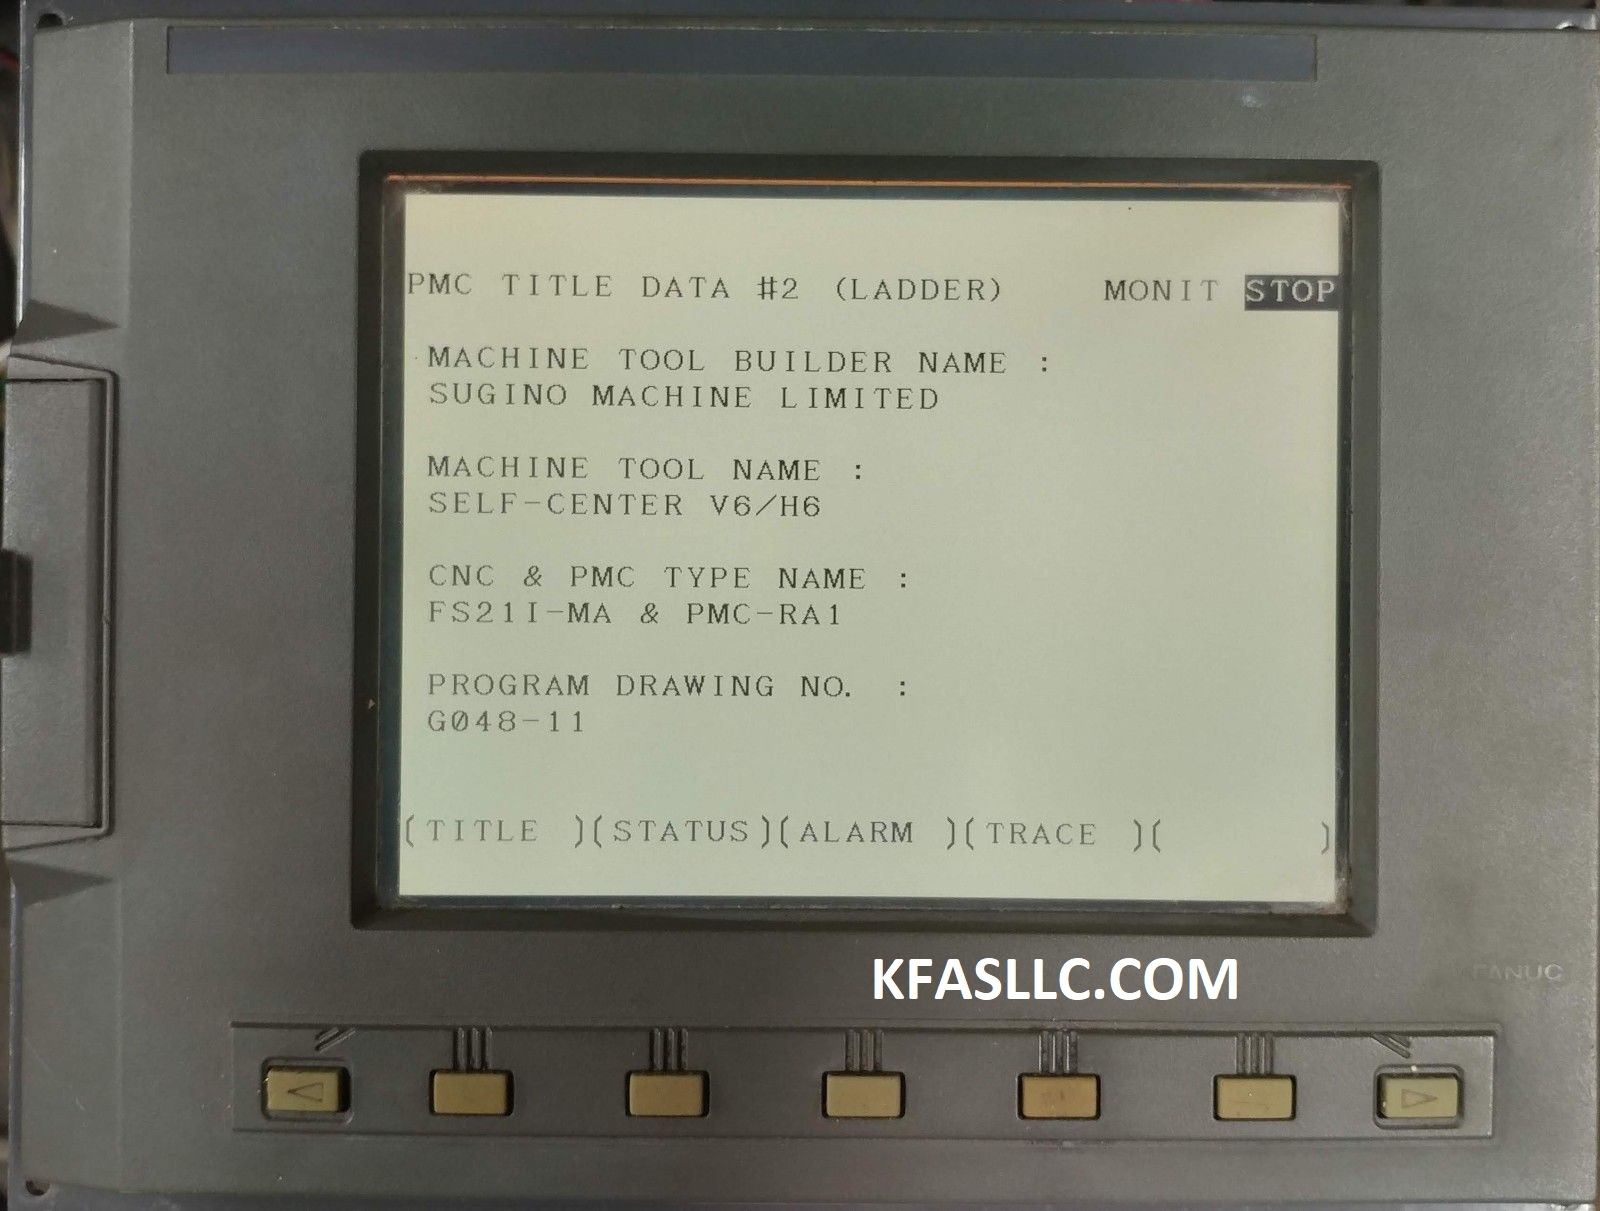 PMC TITLE DATA #2 (LADDER) MONIT STOP
MACHINE TOOL BUILDER NAME :
SUGINO MACHINE LIMITED
MACHINE TOOL NAME :
SELF-CENTER V6/H6
CNC & PMC TYPE NAME :
FS21I-MA & PMC-RA1
PROGRAM DRAWING NO. :
G048-11
(TITLE )(STATUS)(ALARM )(TRACE )( )
KFASLLC.COM
FANUC